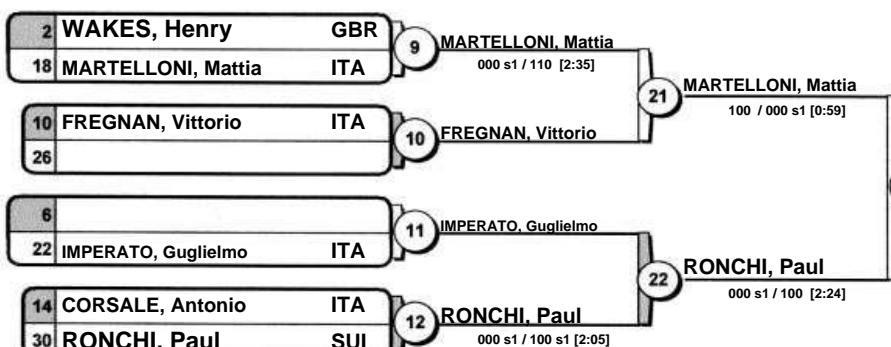 2 WAKES, Henry GBR
18 MARTELLONI, Mattia ITA
9
MARTELLONI, Mattia
000 s1 / 110 [2:35]
10 FREGNAN, Vittorio ITA
26
10
FREGNAN, Vittorio
21
MARTELLONI, Mattia
100 / 000 s1 [0:59]
6
22 IMPERATO, Guglielmo ITA
11
IMPERATO, Guglielmo
14 CORSALE, Antonio ITA
30 RONCHI, Paul SUI
12
RONCHI, Paul
000 s1 / 100 s1 [2:05]
22
RONCHI, Paul
000 s1 / 100 [2:24]